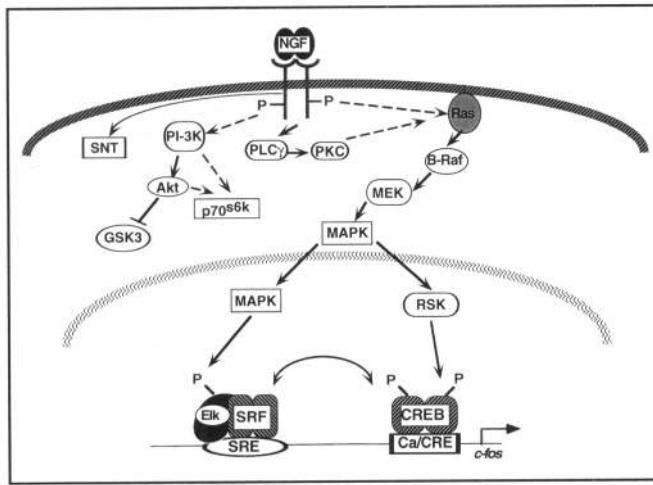 NGF
P
P
Ras
SNT
PI-3K
PLCγ
PKC
B-Raf
Akt
MEK
p70s6k
GSK3
MAPK
MAPK
RSK
P
P
P
Elk
SRF
CREB
SRE
Ca/CRE
c-fos